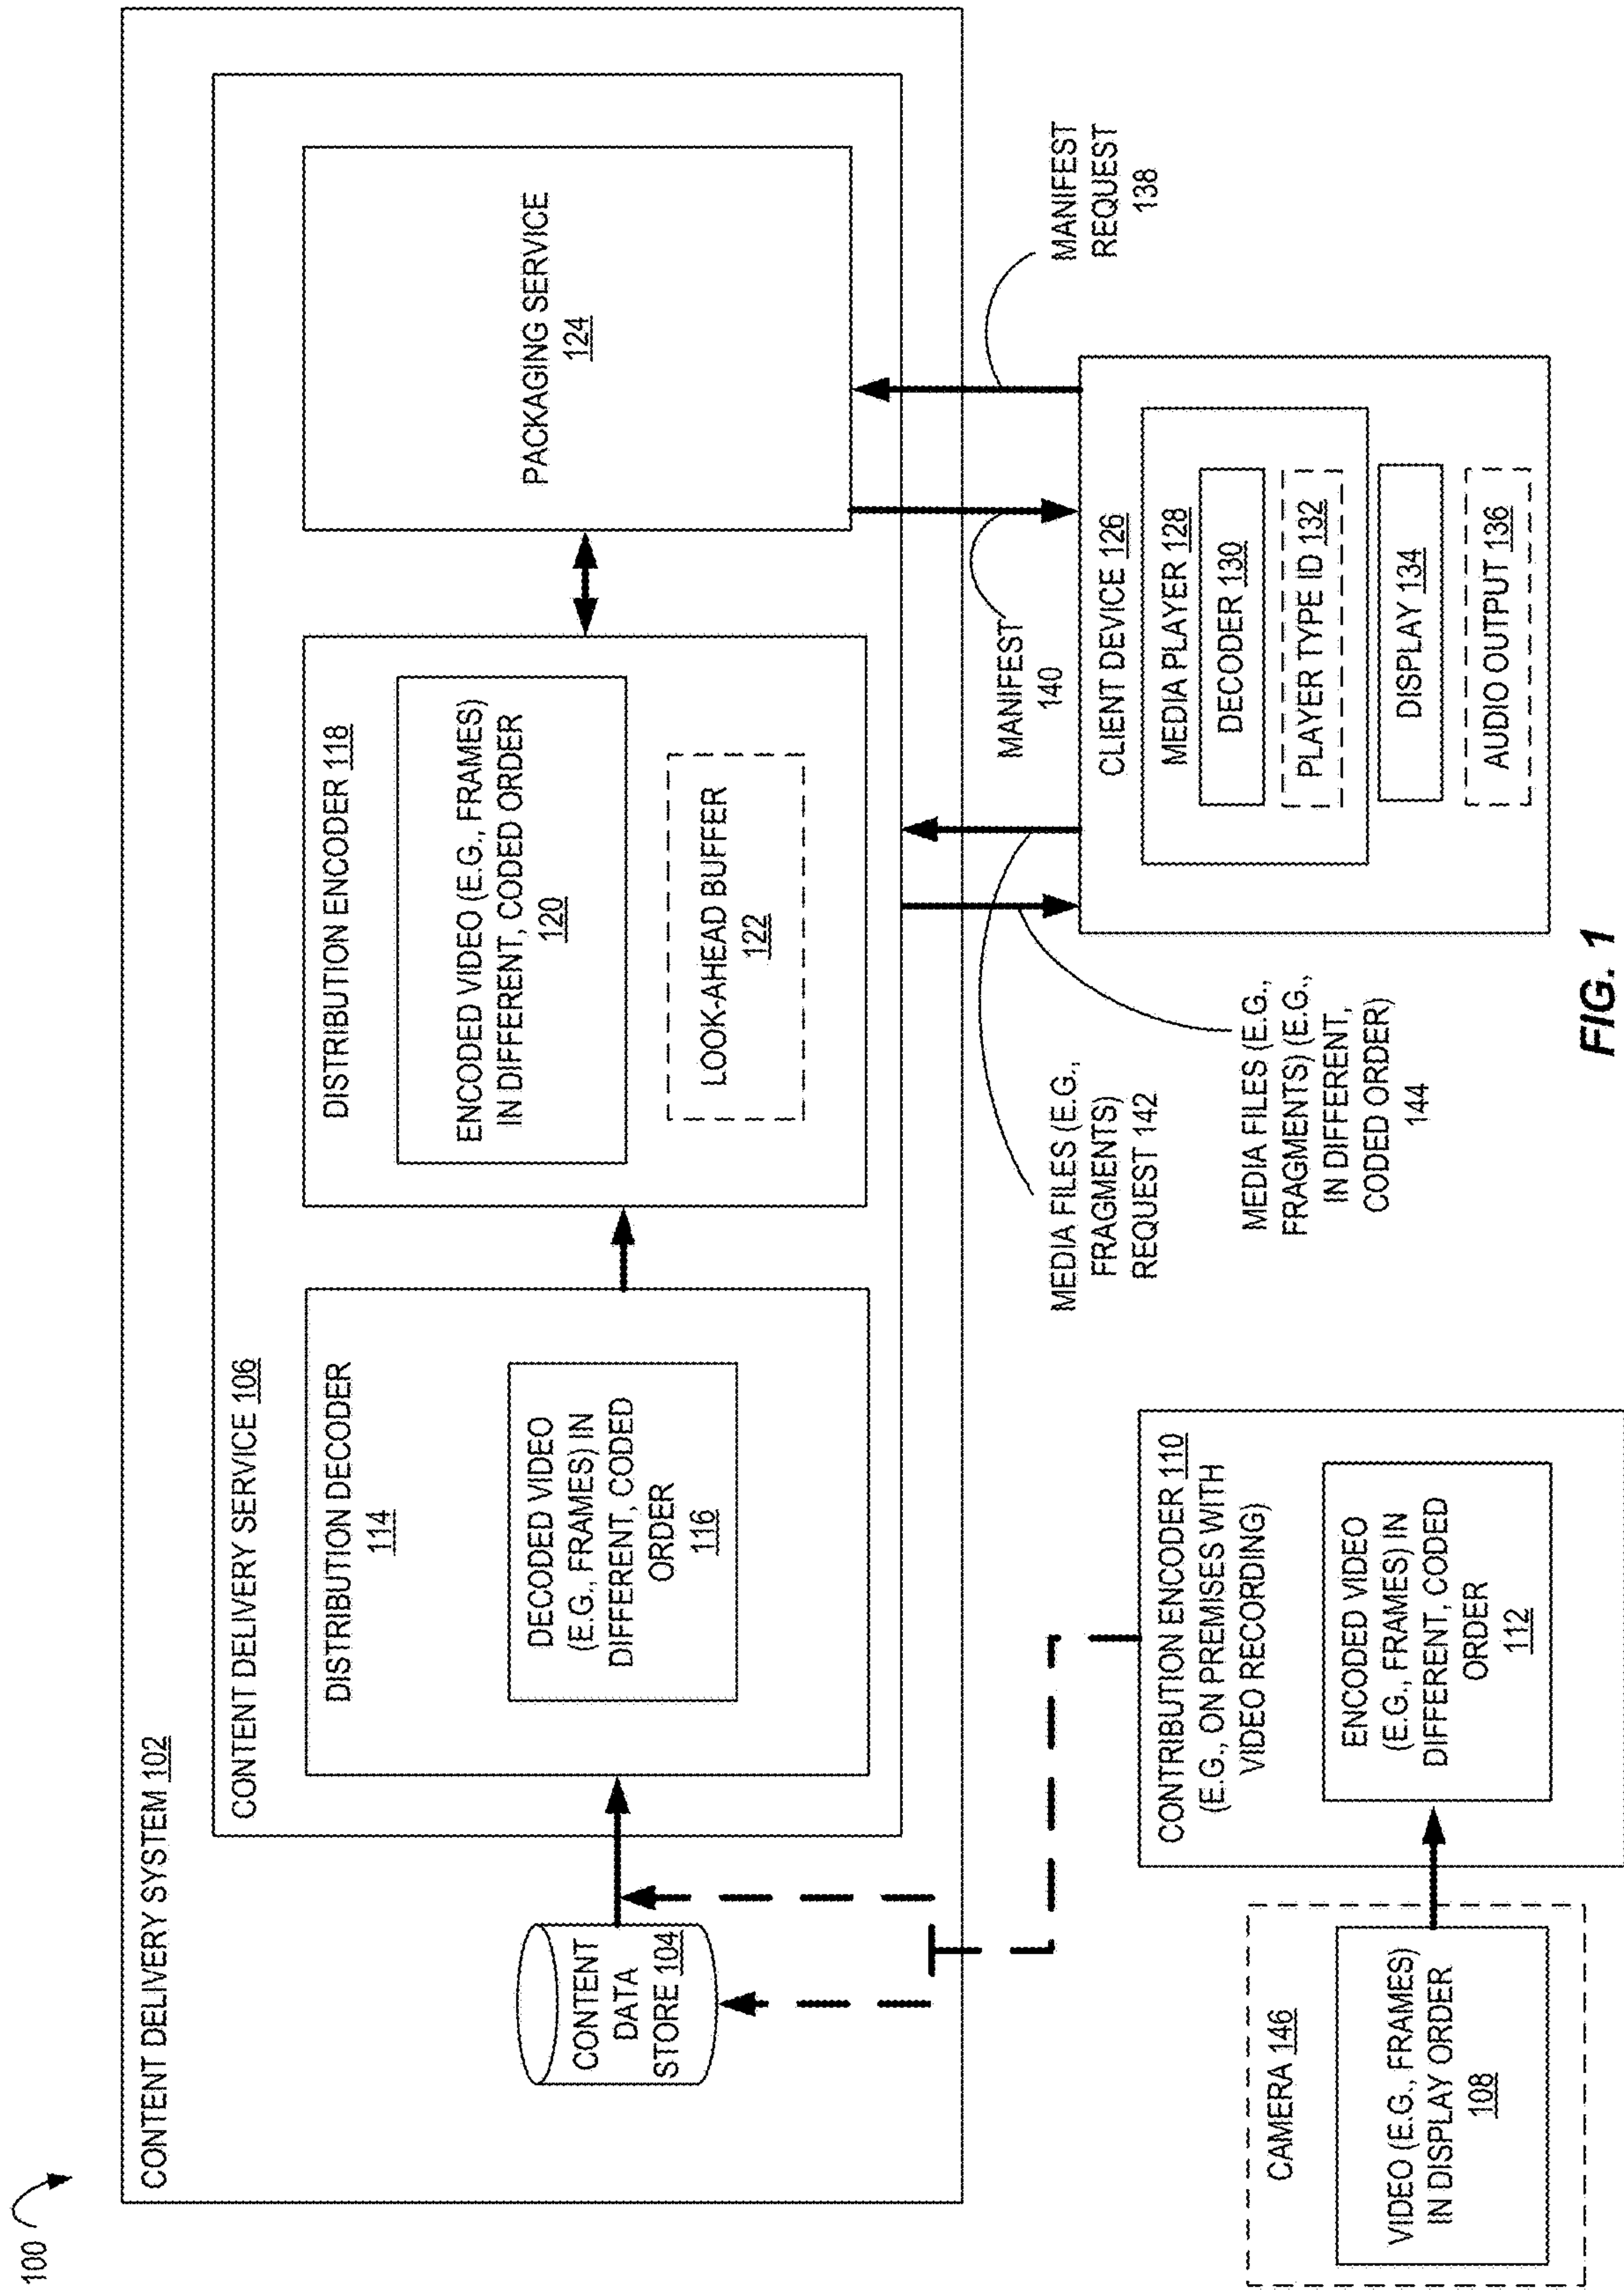 100
CONTENT DELIVERY SYSTEM 102
CONTENT DELIVERY SERVICE 106
CONTENT
DATA
STORE 104
DISTRIBUTION DECODER
114
DECODED VIDEO
(E.G., FRAMES) IN
DIFFERENT, CODED
ORDER
116
DISTRIBUTION ENCODER 118
ENCODED VIDEO (E.G., FRAMES)
IN DIFFERENT, CODED ORDER
120
LOOK-AHEAD BUFFER
122
PACKAGING SERVICE
124
CAMERA 146
VIDEO (E.G., FRAMES)
IN DISPLAY ORDER
108
CONTRIBUTION ENCODER 110
(E.G., ON PREMISES WITH
VIDEO RECORDING)
ENCODED VIDEO
(E.G., FRAMES) IN
DIFFERENT, CODED
ORDER
112
MEDIA FILES (E.G.,
FRAGMENTS)
REQUEST 142
MEDIA FILES (E.G.,
FRAGMENTS) (E.G.,
IN DIFFERENT,
CODED ORDER)
144
MANIFEST
140
MANIFEST
REQUEST
138
CLIENT DEVICE 126
MEDIA PLAYER 128
DECODER 130
PLAYER TYPE ID 132
DISPLAY 134
AUDIO OUTPUT 136
FIG. 1